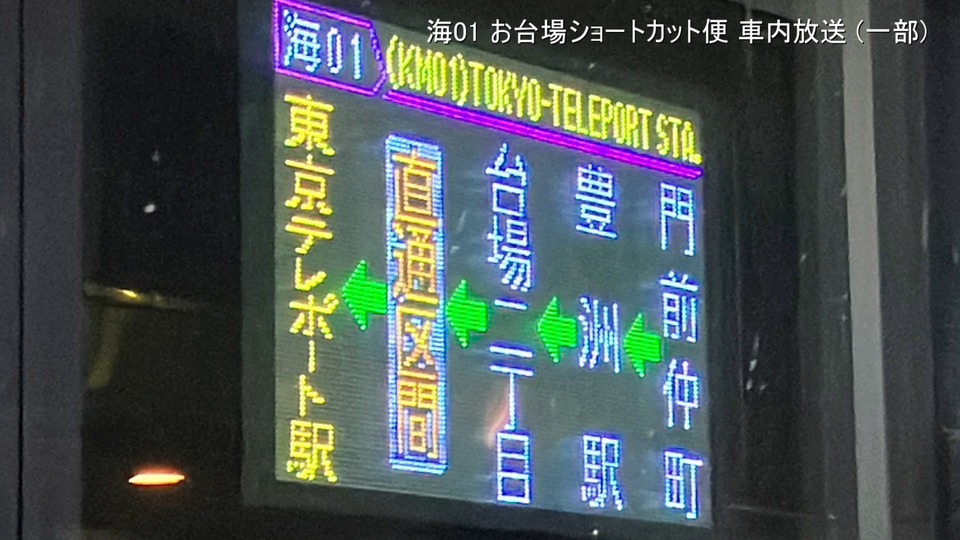 海01 お台場ショートカット便 車内放送 (一部)
海01
(KM01)TOKYO-TELEPORT STA.
門前仲町
豊洲駅
台場二丁目
直通区間
東京テレポート駅